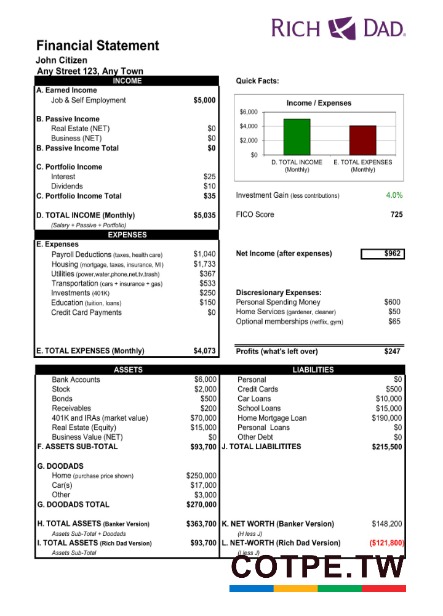 RICH DAD
Financial Statement
John Citizen
Any Street 123, Any Town
INCOME
A. Earned Income
Job & Self Employment $5,000
B. Passive Income
Real Estate (NET) $0
Business (NET) $0
B. Passive Income Total $0
C. Portfolio Income
Interest $25
Dividends $10
C. Portfolio Income Total $35
D. TOTAL INCOME (Monthly) $5,035
(Salary + Passive + Portfolio)
EXPENSES
E. Expenses
Payroll Deductions (taxes, health care) $1,040
Housing (mortgage, taxes, insurance, MI) $1,733
Utilities (power,water,phone,net,tv,trash) $367
Transportation (cars + insurance + gas) $533
Investments (401K) $250
Education (tuition, loans) $150
Credit Card Payments $0
E. TOTAL EXPENSES (Monthly) $4,073
Quick Facts:
Income / Expenses
$6,000
$4,000
$2,000
$0
D. TOTAL INCOME (Monthly)
E. TOTAL EXPENSES (Monthly)
Investment Gain (less contributions) 4.0%
FICO Score 725
Net Income (after expenses) $962
Discresionary Expenses:
Personal Spending Money $600
Home Services (gardener, cleaner) $50
Optional memberships (netflix, gym) $65
Profits (what's left over) $247
ASSETS
Bank Accounts $6,000
Stock $2,000
Bonds $500
Receivables $200
401K and IRAs (market value) $70,000
Real Estate (Equity) $15,000
Business Value (NET) $0
F. ASSETS SUB-TOTAL $93,700
G. DOODADS
Home (purchase price shown) $250,000
Car(s) $17,000
Other $3,000
G. DOODADS TOTAL $270,000
H. TOTAL ASSETS (Banker Version) $363,700
Assets Sub-Total + Doodads
I. TOTAL ASSETS (Rich Dad Version) $93,700
Assets Sub-Total
LIABILITIES
Personal $0
Credit Cards $500
Car Loans $10,000
School Loans $15,000
Home Mortgage Loan $190,000
Personal Loans $0
Other Debt $0
J. TOTAL LIABILITITES $215,500
K. NET WORTH (Banker Version) $148,200
(H less J)
L. NET-WORTH (Rich Dad Version) ($121,800)
(I less J)
COTPE.TW